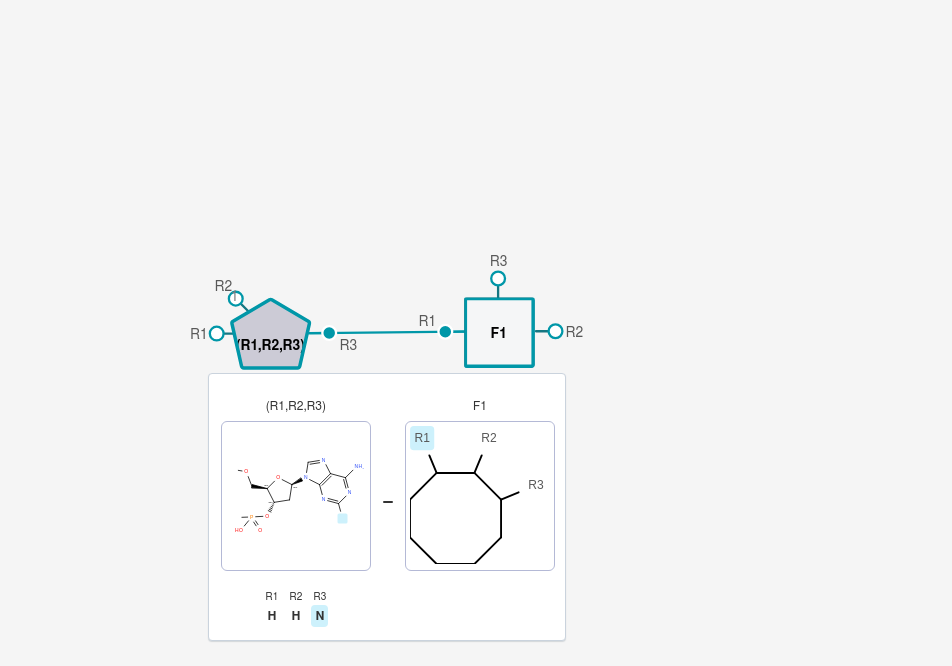 R3
R2
R1
R1
F1
R2
(R1,R2,R3)
R3
(R1,R2,R3)
F1
R1
R2
R3
O
O
N
N
N
N
N
NH₂
O
P
HO
O
R1 R2 R3
H H N